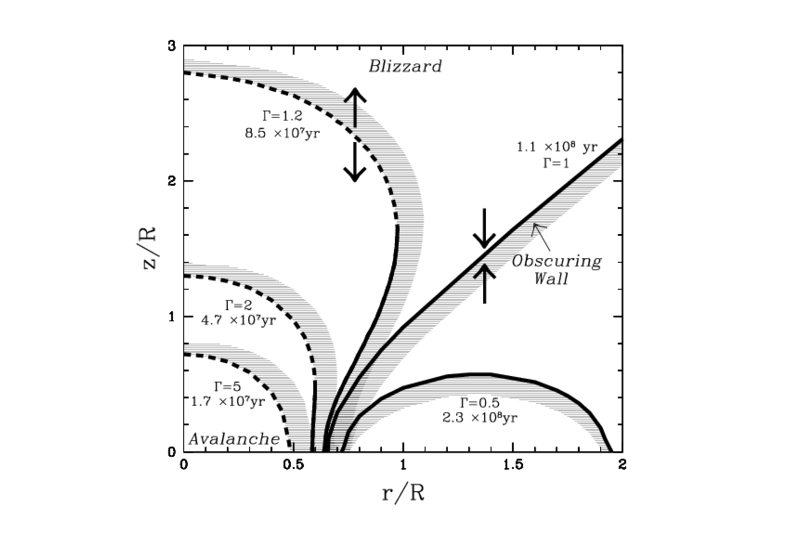 3
Blizzard
Γ=1.2
8.5 ×10⁷yr
1.1 ×10⁸ yr
Γ=1
2
z/R
Obscuring
Wall
Γ=2
4.7 ×10⁷yr
1
Γ=5
1.7 ×10⁷yr
Γ=0.5
2.3 ×10⁸yr
Avalanche
0
0 0.5 1 1.5 2
r/R